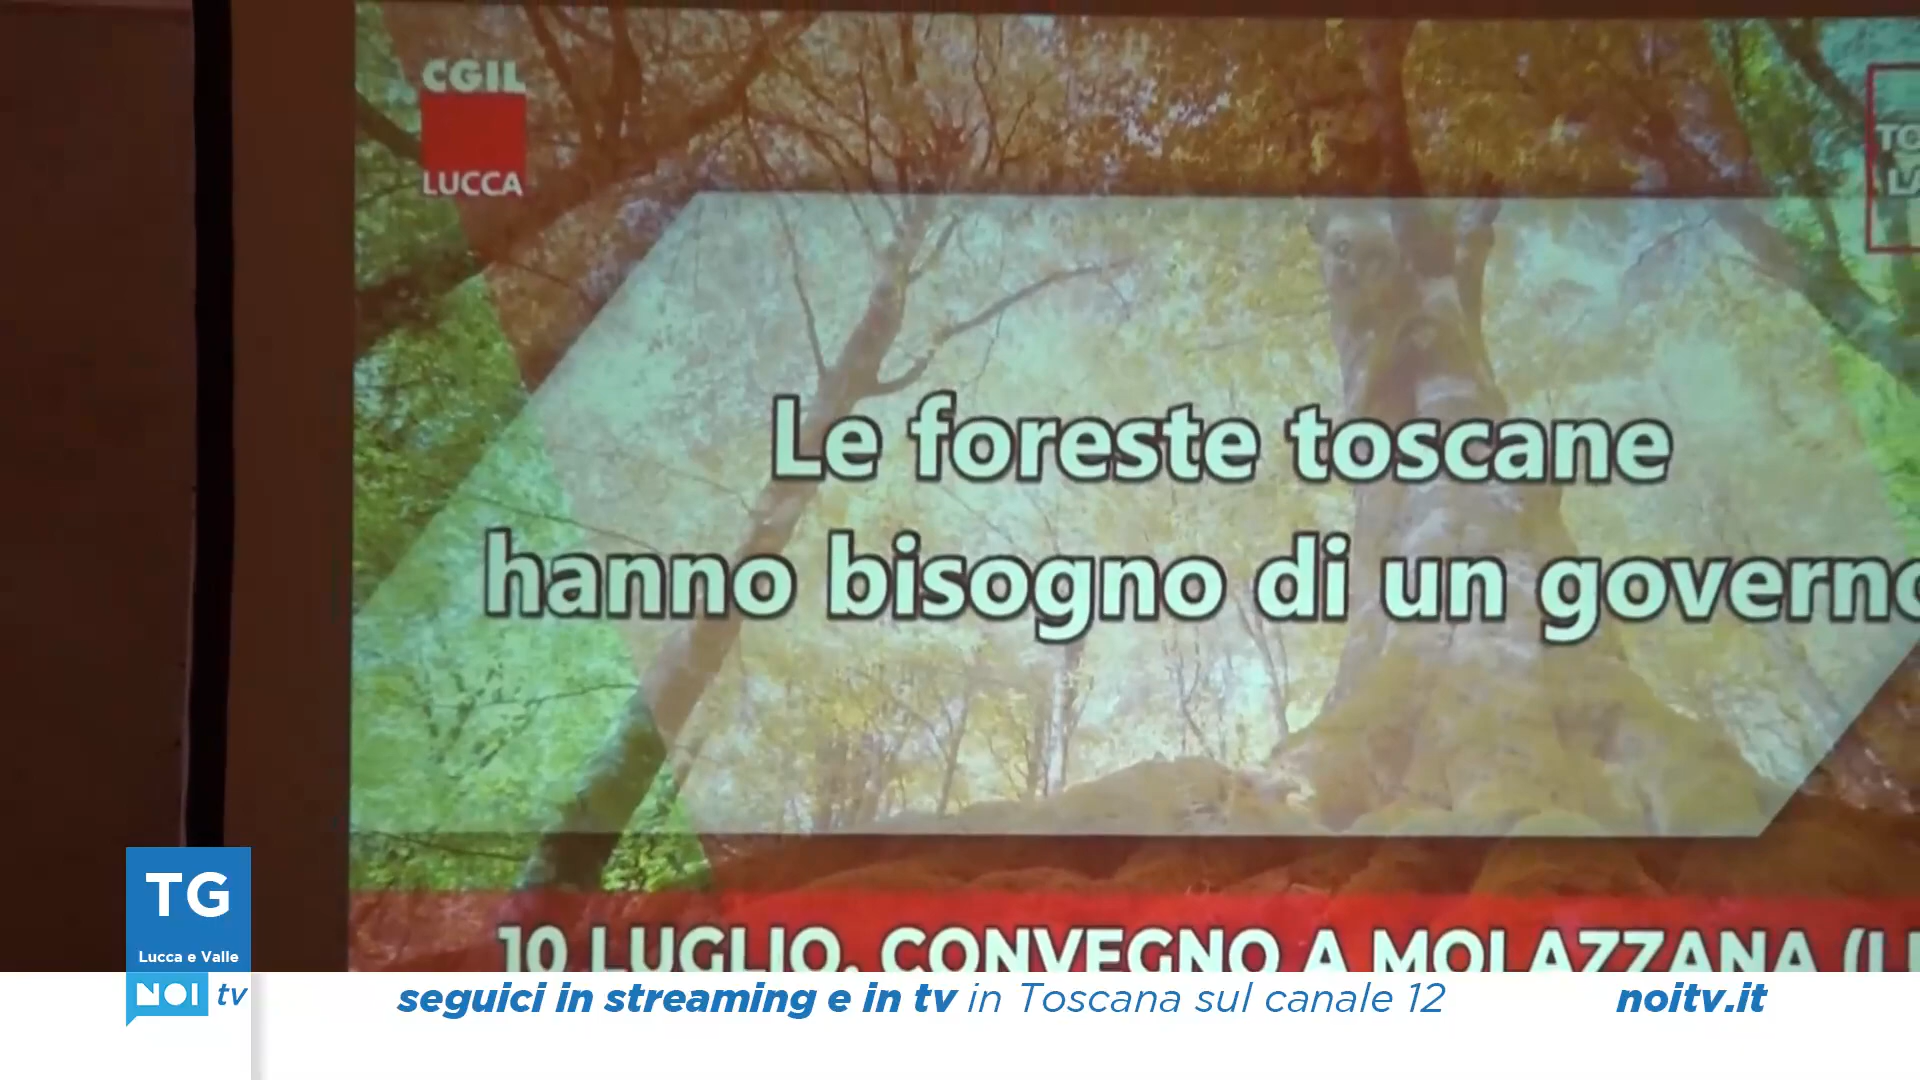 CGIL
LUCCA
Le foreste toscane
hanno bisogno di un governo
10 LUGLIO, CONVEGNO A MOLAZZANA
TG
Lucca e Valle
NOI tv
seguici in streaming e in tv in Toscana sul canale 12
noitv.it